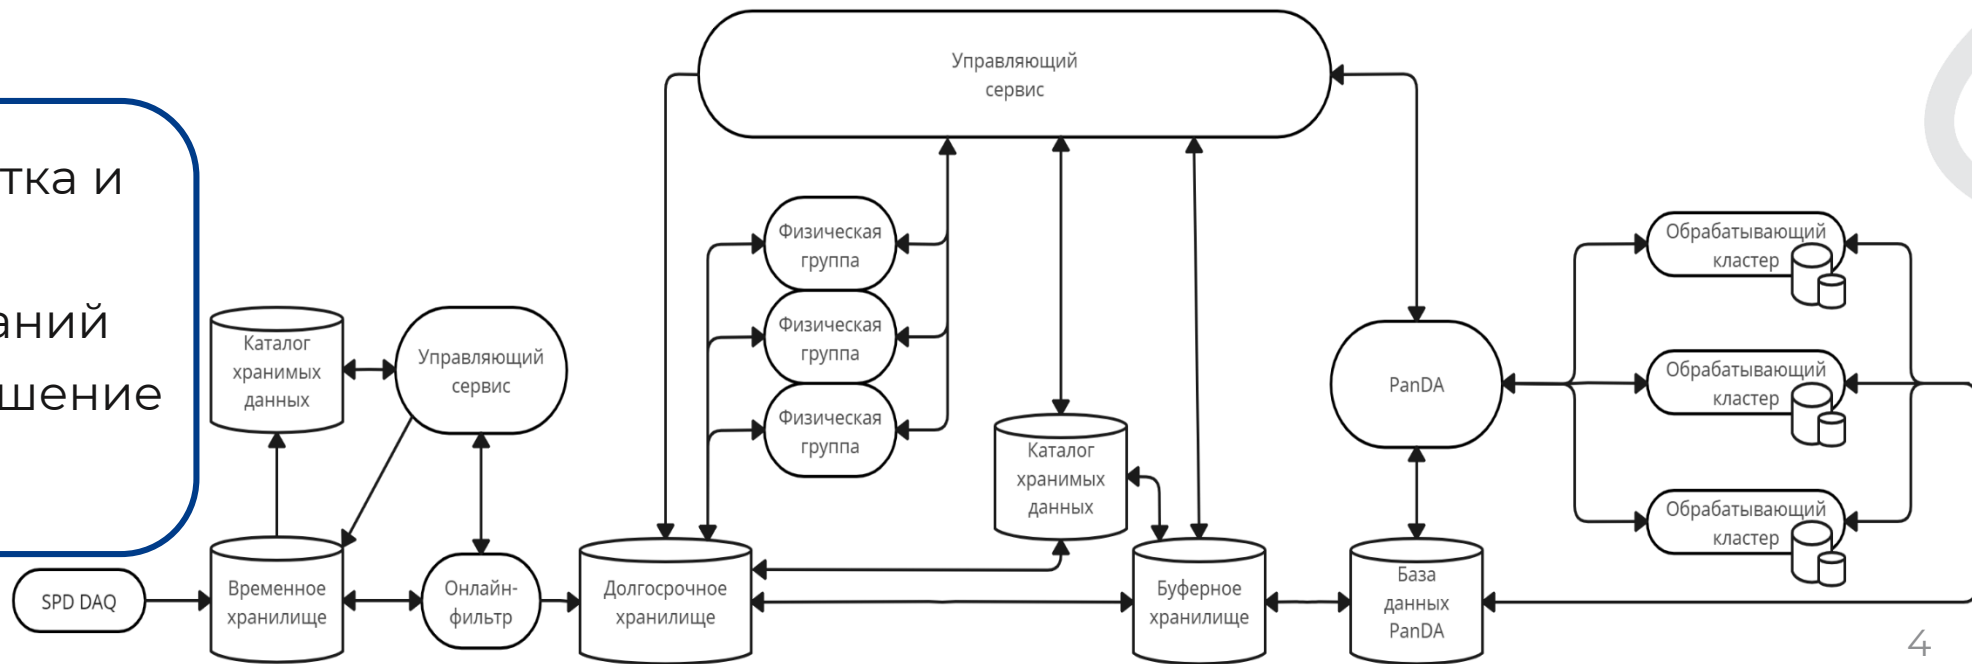 Управляющий
сервис
тка и
аний
шение
Физическая
группа
Физическая
группа
Физическая
группа
Обрабатывающий
кластер
Обрабатывающий
кластер
Обрабатывающий
кластер
Каталог
хранимых
данных
Управляющий
сервис
PanDA
Каталог
хранимых
данных
SPD DAQ
Временное
хранилище
Онлайн-
фильтр
Долгосрочное
хранилище
Буферное
хранилище
База
данных
PanDA
4